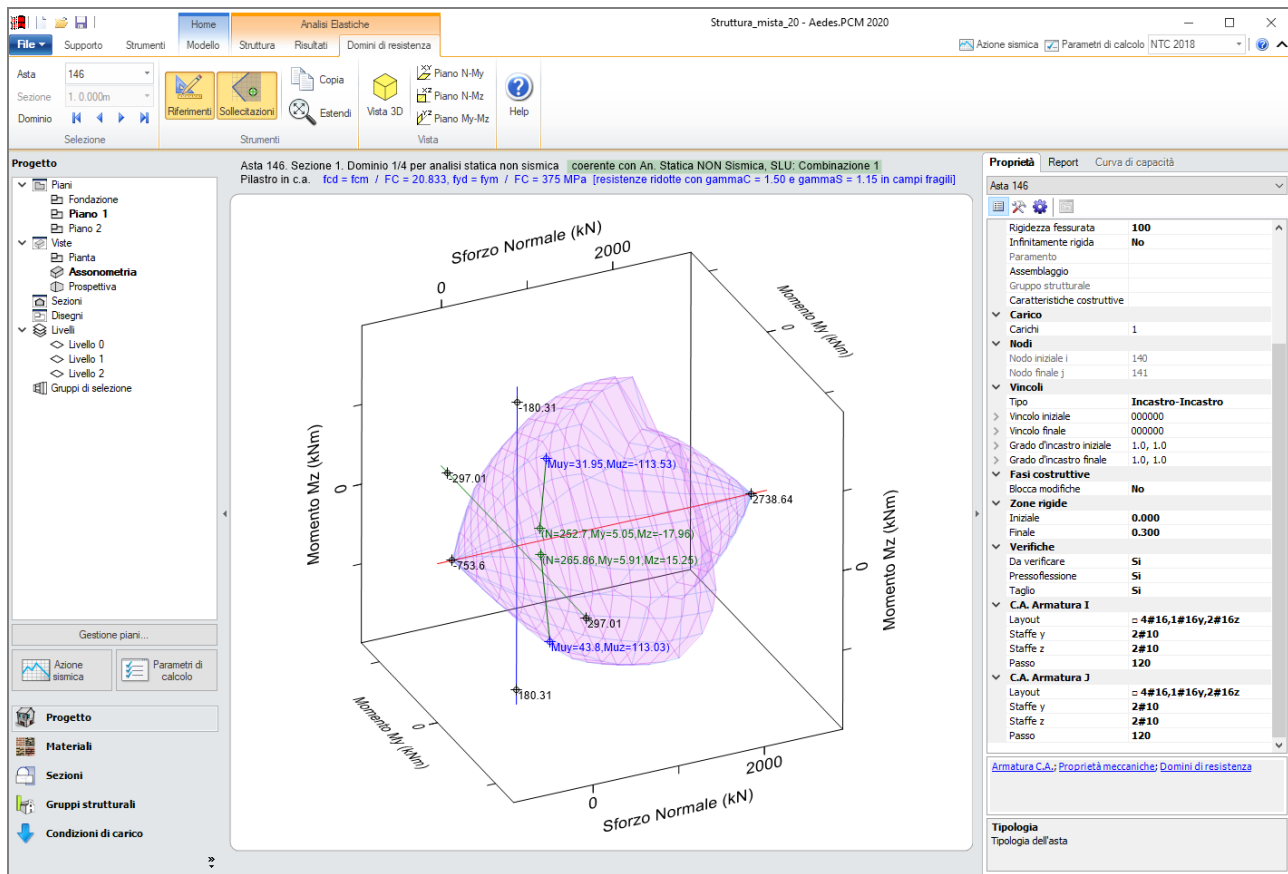 Struttura_mista_20 - Aedes.PCM 2020
Home
Analisi Elastiche
File
Supporto
Strumenti
Modello
Struttura
Risultati
Domini di resistenza
Azione sismica
Parametri di calcolo
NTC 2018
Asta
146
Sezione
1. 0.000m
Dominio
Selezione
Riferimenti
Sollecitazioni
Copia
Estendi
Strumenti
Vista 3D
XY
Piano N-My
XZ
Piano N-Mz
YZ
Piano My-Mz
Vista
Help
Progetto
Piani
Fondazione
Piano 1
Piano 2
Viste
Pianta
Assonometria
Prospettiva
Sezioni
Disegni
Livelli
Livello 0
Livello 1
Livello 2
Gruppi di selezione
Gestione piani...
Azione sismica
Parametri di calcolo
Progetto
Materiali
Sezioni
Gruppi strutturali
Condizioni di carico
Asta 146. Sezione 1. Dominio 1/4 per analisi statica non sismica coerente con An. Statica NON Sismica, SLU: Combinazione 1
Pilastro in c.a. fcd = fcm / FC = 20.833, fyd = fym / FC = 375 MPa [resistenze ridotte con gammaC = 1.50 e gammaS = 1.15 in campi fragili]
Sforzo Normale (kN)
0
2000
Momento My (kNm)
0
Momento Mz (kNm)
0
-180.31
-297.01
Muy=31.95,Muz=-113.53)
2738.64
(N=252.7,My=5.05,Mz=-17.96)
(N=265.86,My=5.91,Mz=15.25)
-753.6
297.01
Muy=43.8,Muz=113.03)
180.31
Momento Mz (kNm)
0
Momento My (kNm)
0
Sforzo Normale (kN)
0
2000
Proprietà
Report
Curva di capacità
Asta 146
Rigidezza fessurata 100
Infinitamente rigida No
Paramento
Assemblaggio
Gruppo strutturale
Caratteristiche costruttive
Carico
Carichi 1
Nodi
Nodo iniziale i 140
Nodo finale j 141
Vincoli
Tipo Incastro-Incastro
Vincolo iniziale 000000
Vincolo finale 000000
Grado d'incastro iniziale 1.0, 1.0
Grado d'incastro finale 1.0, 1.0
Fasi costruttive
Blocca modifiche No
Zone rigide
Iniziale 0.000
Finale 0.300
Verifiche
Da verificare Si
Pressoflessione Si
Taglio Si
C.A. Armatura I
Layout □ 4#16,1#16y,2#16z
Staffe y 2#10
Staffe z 2#10
Passo 120
C.A. Armatura J
Layout □ 4#16,1#16y,2#16z
Staffe y 2#10
Staffe z 2#10
Passo 120
Armatura C.A.; Proprietà meccaniche; Domini di resistenza
Tipologia
Tipologia dell'asta